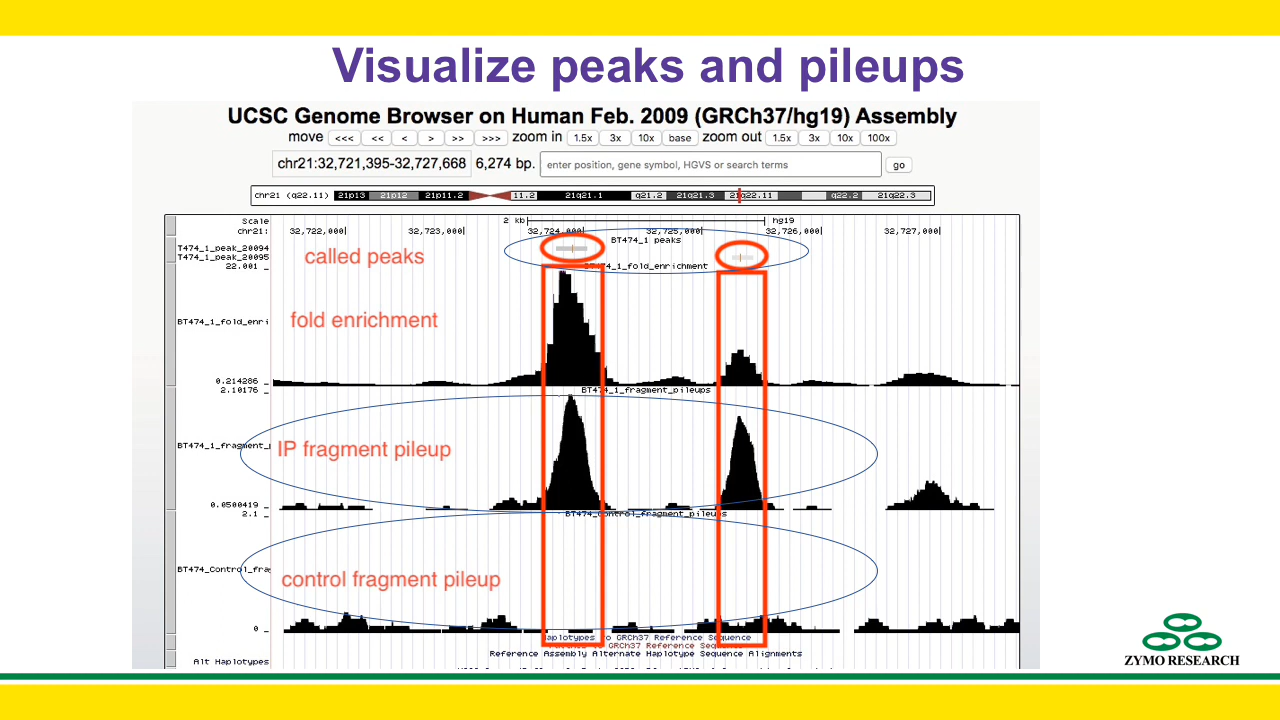 Visualize peaks and pileups
UCSC Genome Browser on Human Feb. 2009 (GRCh37/hg19) Assembly
move <<< << < > >> >>> zoom in 1.5x 3x 10x base zoom out 1.5x 3x 10x 100x
chr21:32,721,395-32,727,668 6,274 bp. enter position, gene symbol, HGVS or search terms go
chr21 (q22.11) 21p13 21p12 21p11.2 11.2 21q21.1 q21.2 21q21.3 21q22.11 q22.2 21q22.3
Scale 2 kb hg19
chr21: 32,722,000 32,723,000 32,724,000 32,725,000 32,726,000 32,727,000
BT474_1 peaks
T474_1_peak_20094
T474_1_peak_20095
called peaks
22.001 _ BT474_1_fold_enrichment
BT474_1_fold_enri
fold enrichment
0.214286 _
2.10176 _ BT474_1_fragment_pileups
BT474_1_fragment_
IP fragment pileup
0.0500419 _
2.1 _ BT474_Control_fragment_pileups
BT474_Control_fra
control fragment pileup
0 _
Haplotypes to GRCh37 Reference Sequence
to GRCh37 Reference Sequence
Reference Assembly Alternate Haplotype Sequence Alignments
Alt Haplotypes
ZYMO RESEARCH